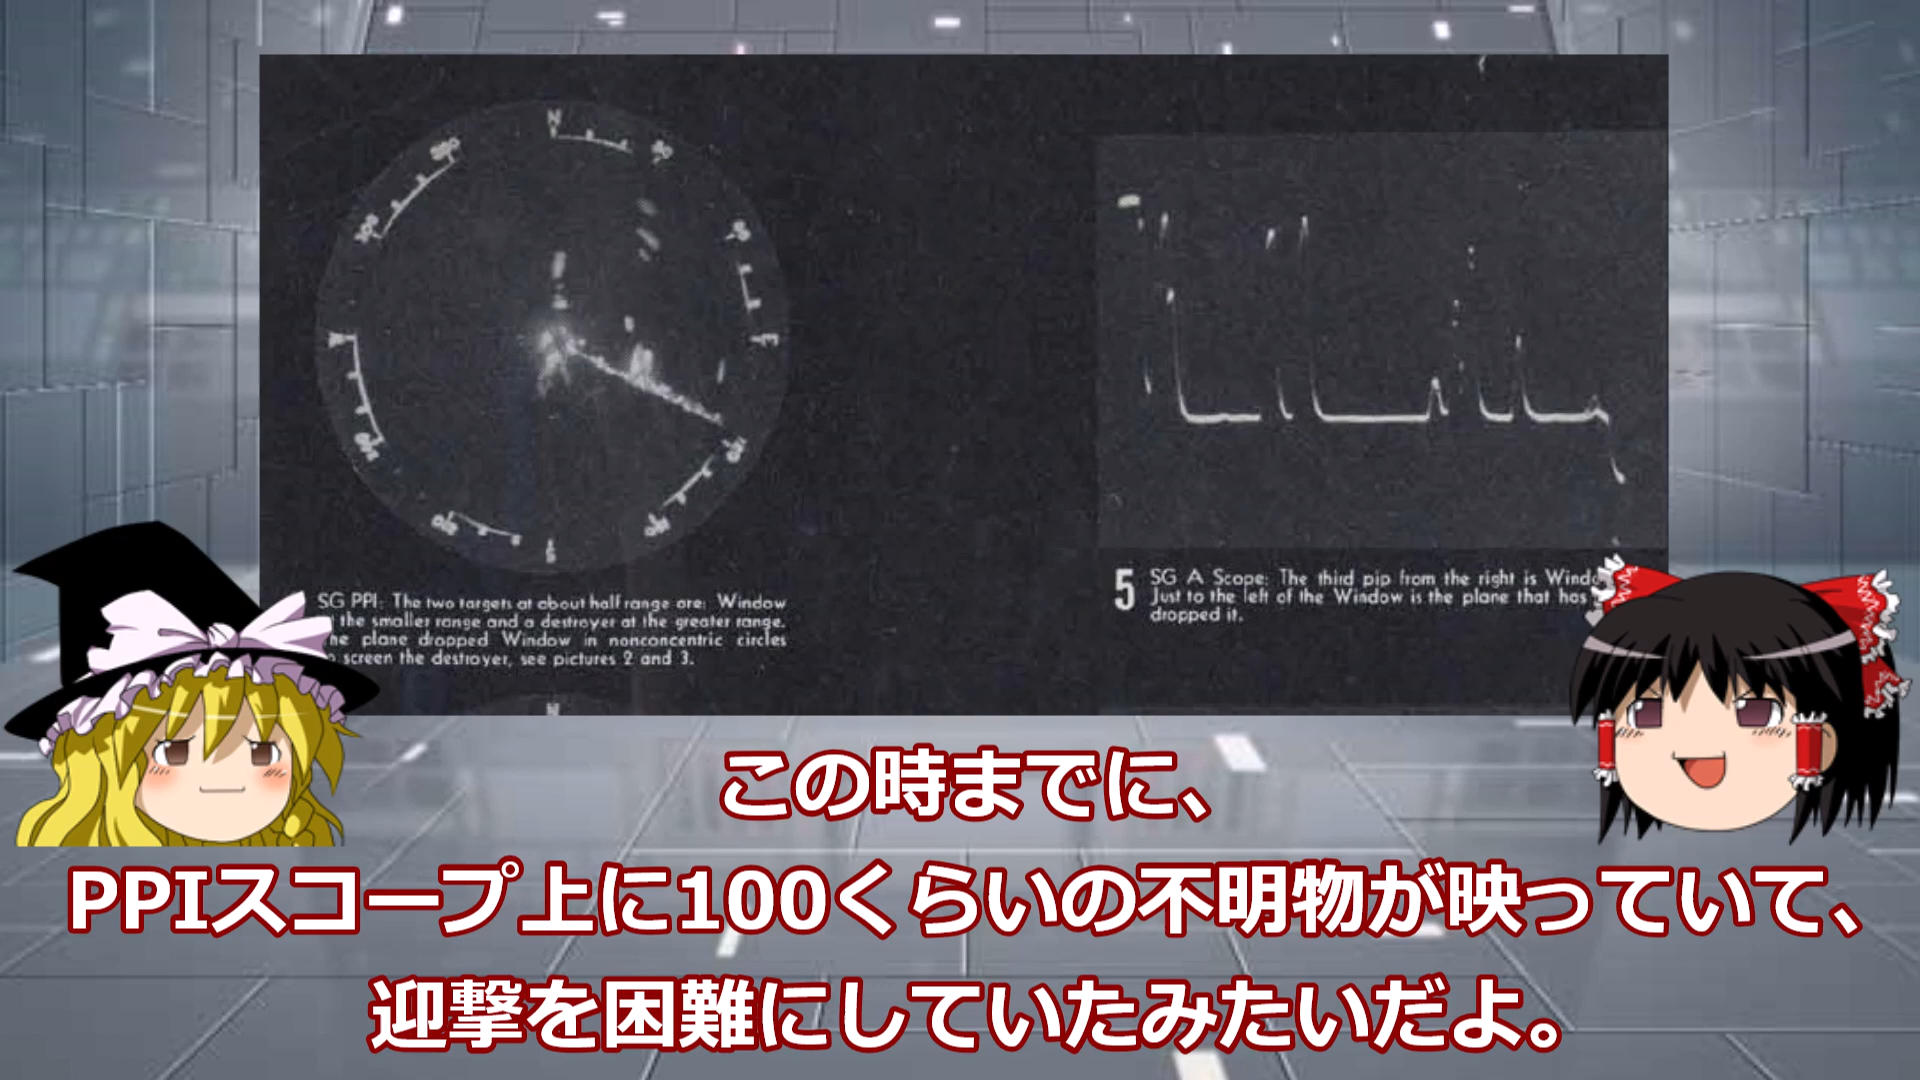 N
E
S
SG PPI: The two targets at about half range are: Window
the smaller range and a destroyer at the greater range.
plane dropped Window in nonconcentric circles
screen the destroyer, see pictures 2 and 3.
N
5
SG A Scope: The third pip from the right is
Just to the left of the Window is the plane that has
dropped it.
この時までに、
PPIスコープ上に100くらいの不明物が映っていて、
迎撃を困難にしていたみたいだよ。